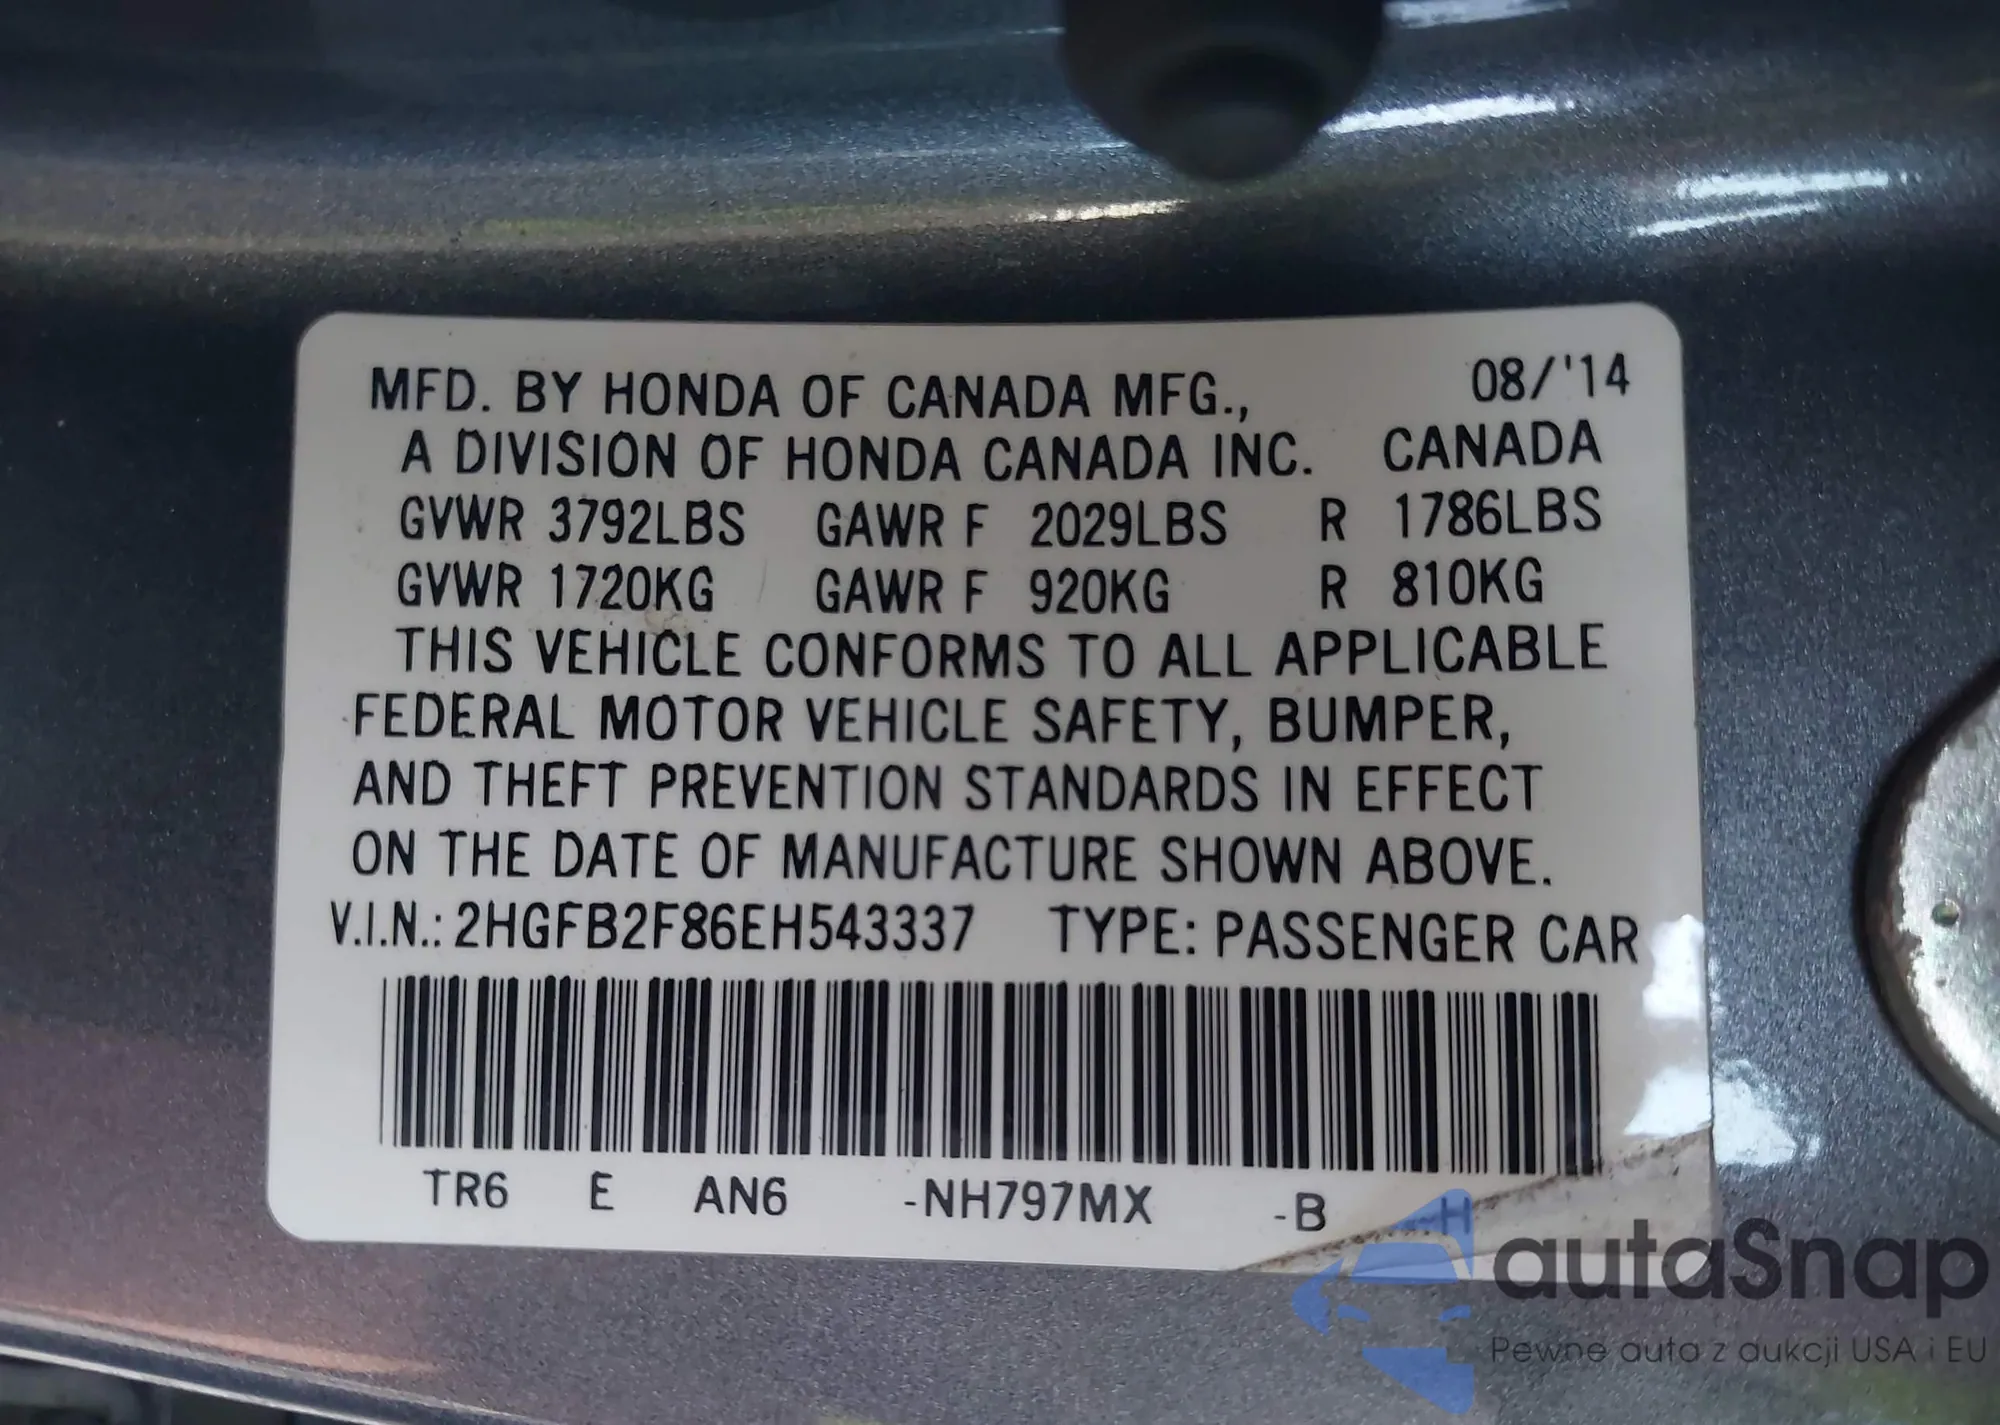 MFD. BY HONDA OF CANADA MFG., 08/'14
A DIVISION OF HONDA CANADA INC. CANADA
GVWR 3792LBS GAWR F 2029LBS R 1786LBS
GVWR 1720KG GAWR F 920KG R 810KG
THIS VEHICLE CONFORMS TO ALL APPLICABLE
FEDERAL MOTOR VEHICLE SAFETY, BUMPER,
AND THEFT PREVENTION STANDARDS IN EFFECT
ON THE DATE OF MANUFACTURE SHOWN ABOVE.
V.I.N.: 2HGFB2F86EH543337 TYPE: PASSENGER CAR
TR6 E AN6 -NH797MX -B -H
autaSnap
Pewne auta z aukcji USA i EU